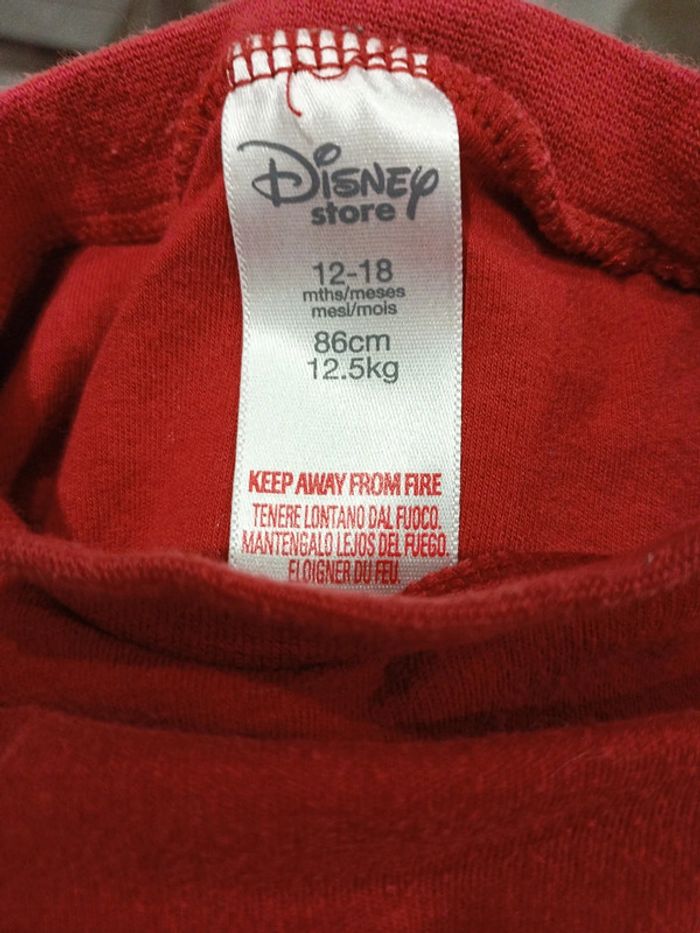 Disney
store
12-18
mths/meses
mesi/mois
86cm
12.5kg
KEEP AWAY FROM FIRE
TENERE LONTANO DAL FUOCO.
MANTENGALO LEJOS DEL FUEGO.
ELOIGNER DU FEU.